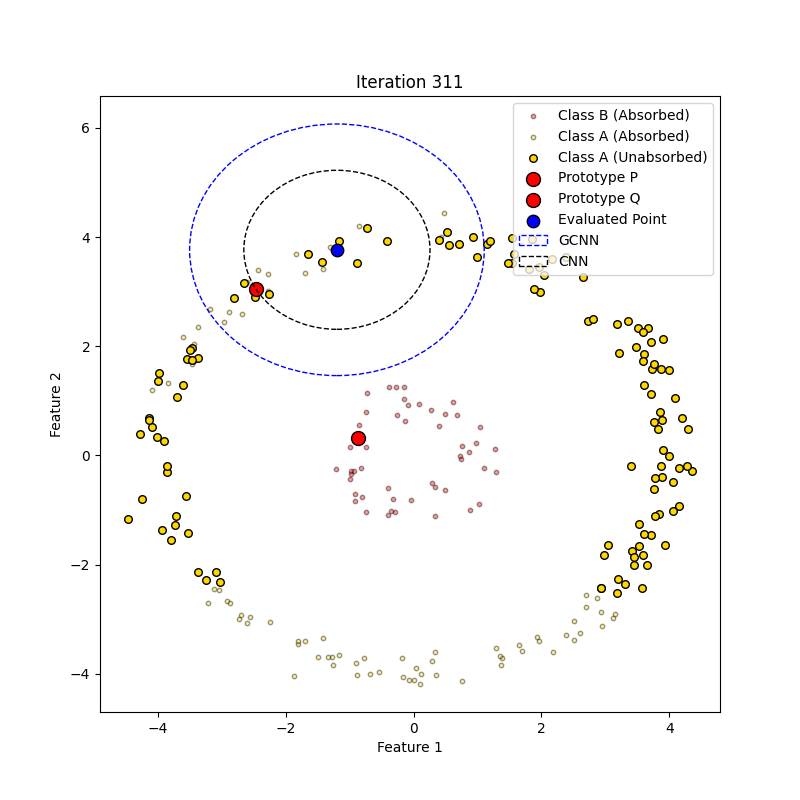 Iteration 311
Class B (Absorbed)
Class A (Absorbed)
Class A (Unabsorbed)
Prototype P
Prototype Q
Evaluated Point
GCNN
CNN
6
4
2
0
−2
−4
Feature 2
−4
−2
0
2
4
Feature 1